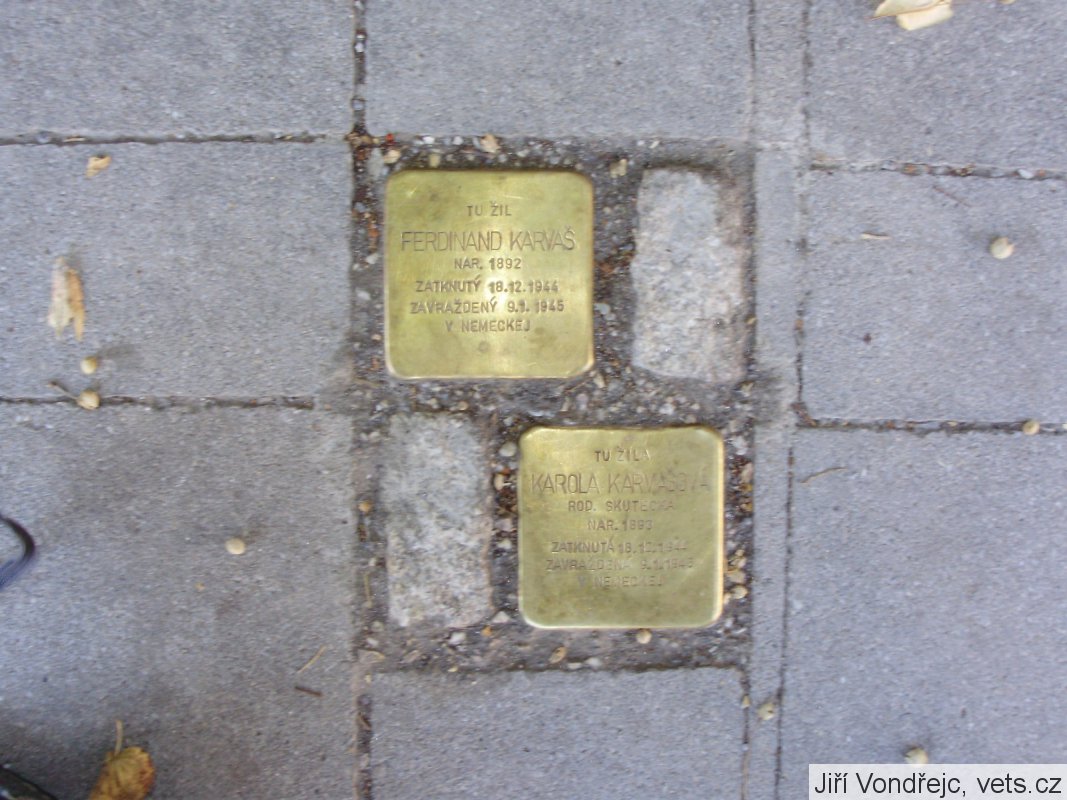 TU ŽIL
FERDINAND KARVAŠ
NAR. 1892
ZATKNUTÝ 18.12.1944
ZAVRAŽDENÝ 9.1.1945
V NEMECKEJ
TU ŽILA
KAROLA KARVAŠOVÁ
ROD. SKUTECKÁ
NAR. 1893
ZATKNUTÁ 18.12.1944
ZAVRAŽDENÁ 9.1.1945
V NEMECKEJ
Jiří Vondřejc, vets.cz